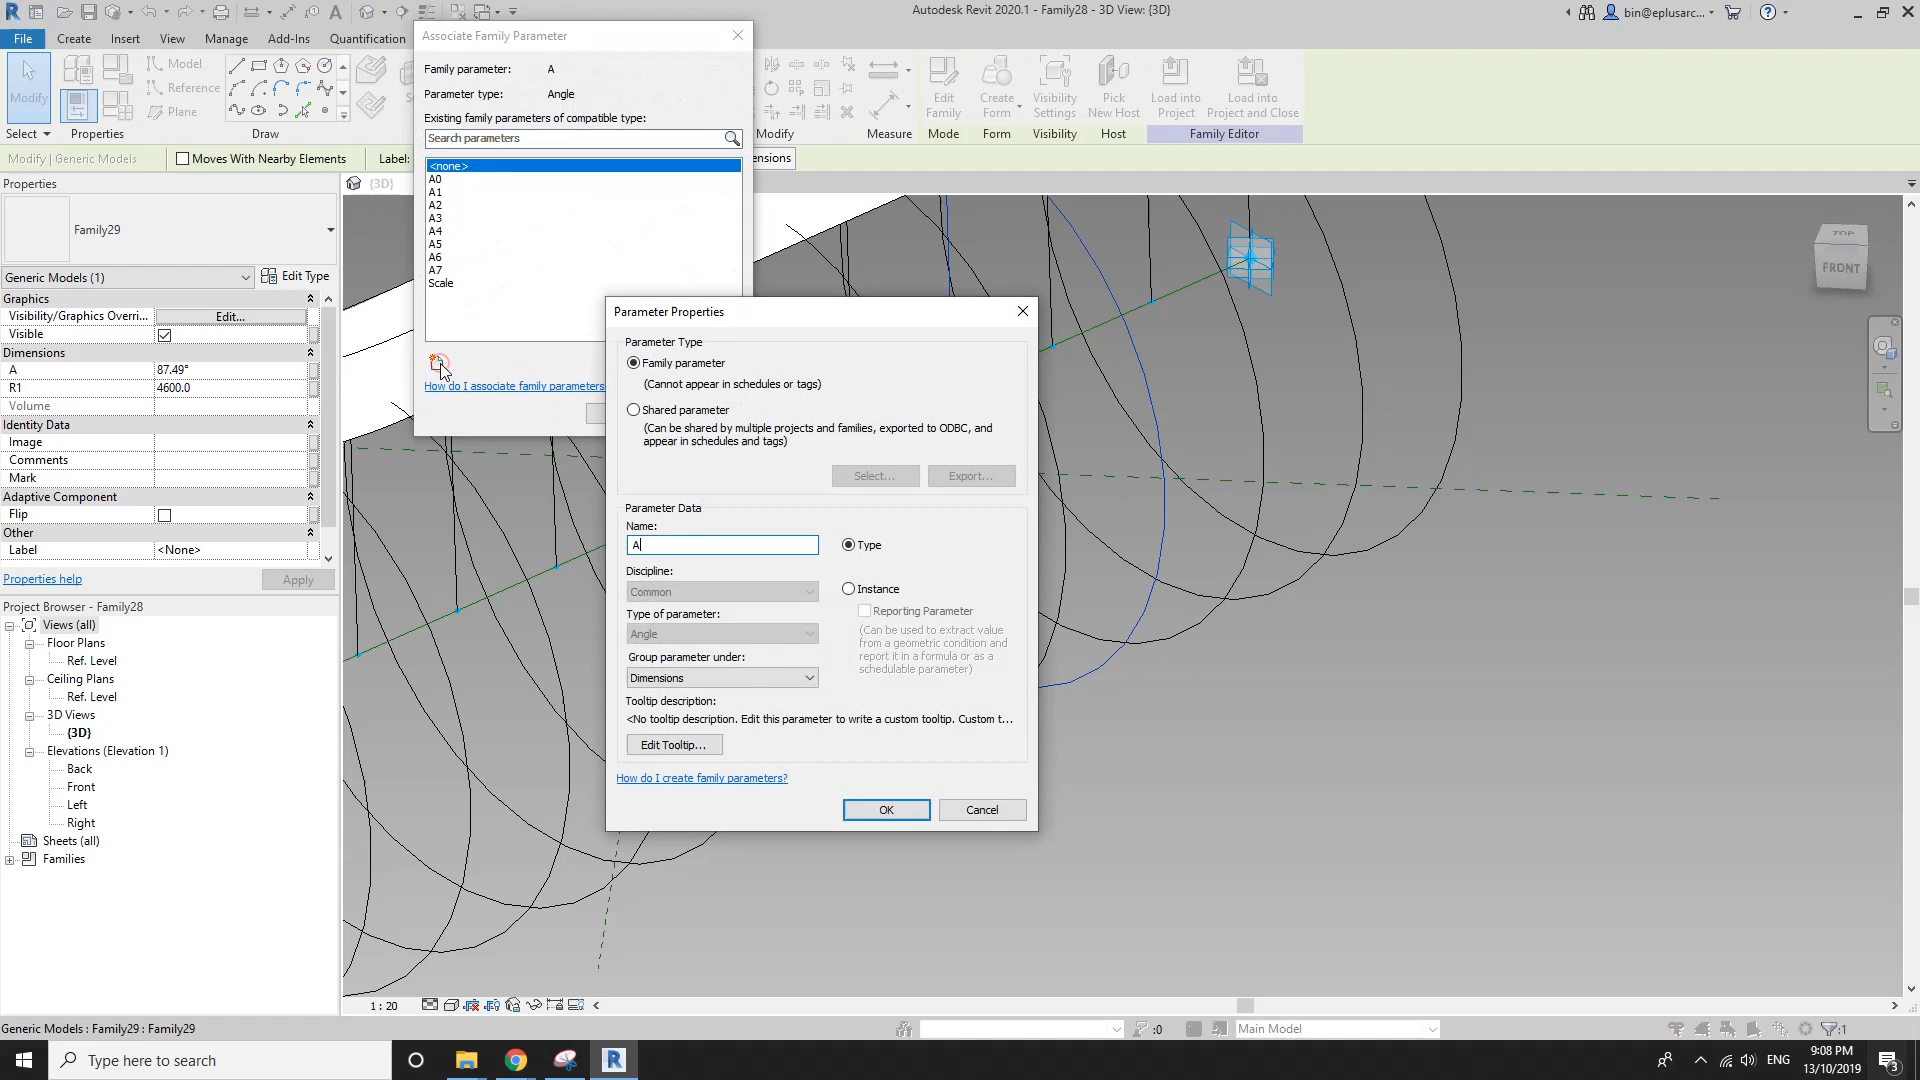 Autodesk Revit 2020.1 - Family28 - 3D View: {3D}
bin@eplusarc...
File Create Insert View Manage Add-Ins Quantification
Modify
Model
Reference
Plane
Edit Family
Create Form
Visibility Settings
Pick New Host
Load into Project
Load into Project and Close
Select Properties Draw Modify Measure Mode Form Visibility Host Family Editor
Modify | Generic Models
Moves With Nearby Elements
Label:
ensions
Associate Family Parameter
Family parameter: A
Parameter type: Angle
Existing family parameters of compatible type:
Search parameters
<none>
A0
A1
A2
A3
A4
A5
A6
A7
Scale
How do I associate family parameters
Properties
Family29
Generic Models (1)
Edit Type
Graphics
Visibility/Graphics Overri... Edit...
Visible
Dimensions
A 87.49°
R1 4600.0
Volume
Identity Data
Image
Comments
Mark
Adaptive Component
Flip
Other
Label <None>
Properties help
Apply
Project Browser - Family28
Views (all)
Floor Plans
Ref. Level
Ceiling Plans
Ref. Level
3D Views
{3D}
Elevations (Elevation 1)
Back
Front
Left
Right
Sheets (all)
Families
{3D}
TOP
FRONT
Parameter Properties
Parameter Type
Family parameter
(Cannot appear in schedules or tags)
Shared parameter
(Can be shared by multiple projects and families, exported to ODBC, and
appear in schedules and tags)
Select...
Export...
Parameter Data
Name:
A
Type
Discipline:
Common
Instance
Reporting Parameter
(Can be used to extract value
from a geometric condition and
report it in a formula or as a
schedulable parameter)
Type of parameter:
Angle
Group parameter under:
Dimensions
Tooltip description:
<No tooltip description. Edit this parameter to write a custom tooltip. Custom t...
Edit Tooltip...
How do I create family parameters?
OK
Cancel
1 : 20
Generic Models : Family29 : Family29
:0
Main Model
:1
Type here to search
ENG
9:08 PM
13/10/2019
3